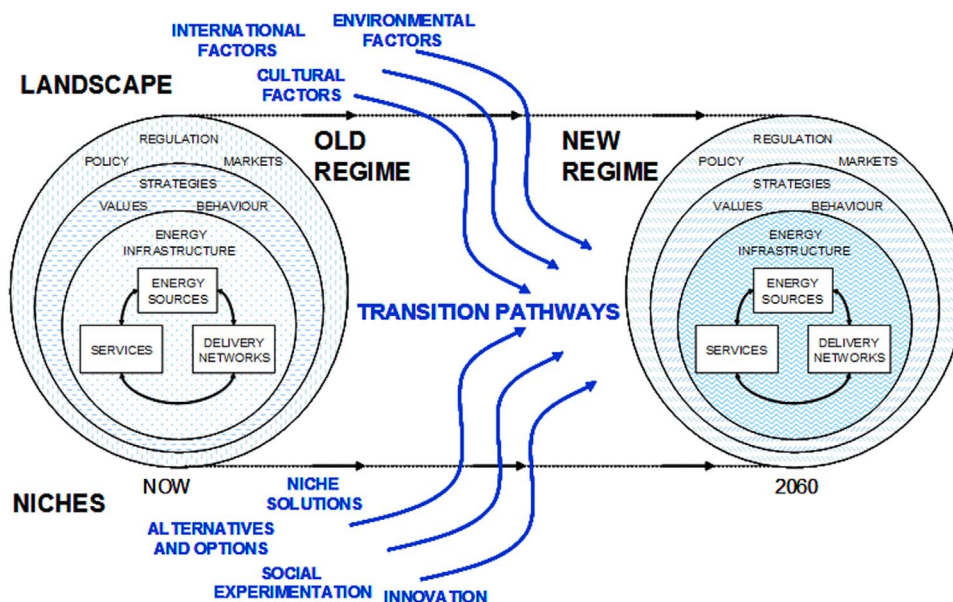 ENVIRONMENTAL
FACTORS
INTERNATIONAL
FACTORS
CULTURAL
FACTORS
LANDSCAPE
OLD
REGIME
NEW
REGIME
REGULATION
POLICY
MARKETS
STRATEGIES
VALUES
BEHAVIOUR
ENERGY
INFRASTRUCTURE
ENERGY
SOURCES
SERVICES
DELIVERY
NETWORKS
TRANSITION PATHWAYS
REGULATION
POLICY
MARKETS
STRATEGIES
VALUES
BEHAVIOUR
ENERGY
INFRASTRUCTURE
ENERGY
SOURCES
SERVICES
DELIVERY
NETWORKS
NOW
2060
NICHES
NICHE
SOLUTIONS
ALTERNATIVES
AND OPTIONS
SOCIAL
EXPERIMENTATION
INNOVATION